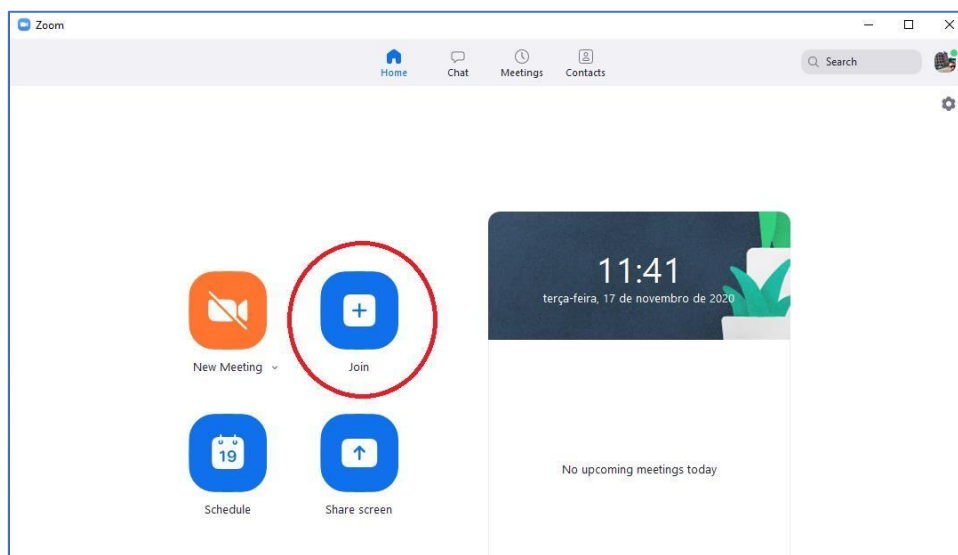 Zoom
Home
Chat
Meetings
Contacts
Search
11:41
terça-feira, 17 de novembro de 2020
New Meeting
Join
19
Schedule
Share screen
No upcoming meetings today